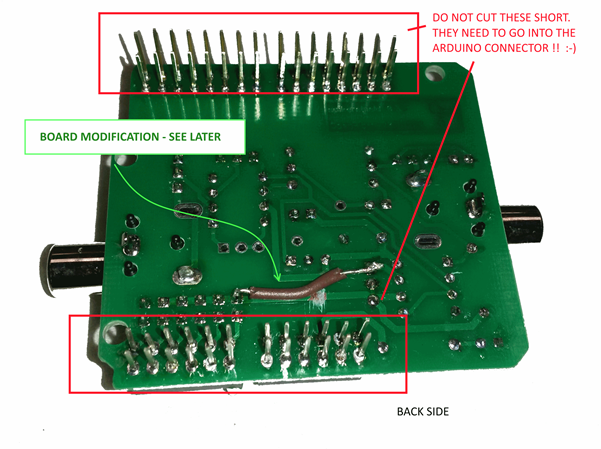 DO NOT CUT THESE SHORT.
THEY NEED TO GO INTO THE
ARDUINO CONNECTOR !! :-)
BOARD MODIFICATION - SEE LATER
BACK SIDE